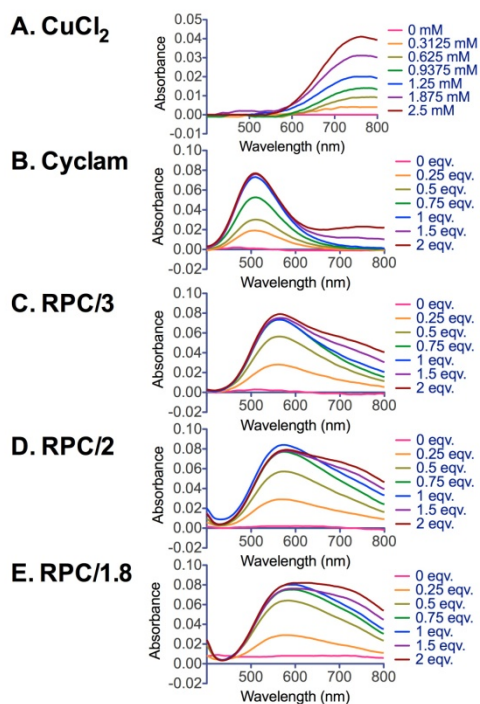 A. CuCl2
Absorbance
0.05
0.04
0.03
0.02
0.01
0.00
-0.01
500
600
700
800
Wavelength (nm)
0 mM
0.3125 mM
0.625 mM
0.9375 mM
1.25 mM
1.875 mM
2.5 mM
B. Cyclam
Absorbance
0.10
0.08
0.06
0.04
0.02
0.00
-0.02
500
600
700
800
Wavelength (nm)
0 eqv.
0.25 eqv.
0.5 eqv.
0.75 eqv.
1 eqv.
1.5 eqv.
2 eqv.
C. RPC/3
Absorbance
0.10
0.08
0.06
0.04
0.02
0.00
-0.02
500
600
700
800
Wavelength (nm)
0 eqv.
0.25 eqv.
0.5 eqv.
0.75 eqv.
1 eqv.
1.5 eqv.
2 eqv.
D. RPC/2
Absorbance
0.10
0.08
0.06
0.04
0.02
0.00
-0.02
500
600
700
800
Wavelength (nm)
0 eqv.
0.25 eqv.
0.5 eqv.
0.75 eqv.
1 eqv.
1.5 eqv.
2 eqv.
E. RPC/1.8
Absorbance
0.10
0.08
0.06
0.04
0.02
0.00
-0.02
500
600
700
800
Wavelength (nm)
0 eqv.
0.25 eqv.
0.5 eqv.
0.75 eqv.
1 eqv.
1.5 eqv.
2 eqv.